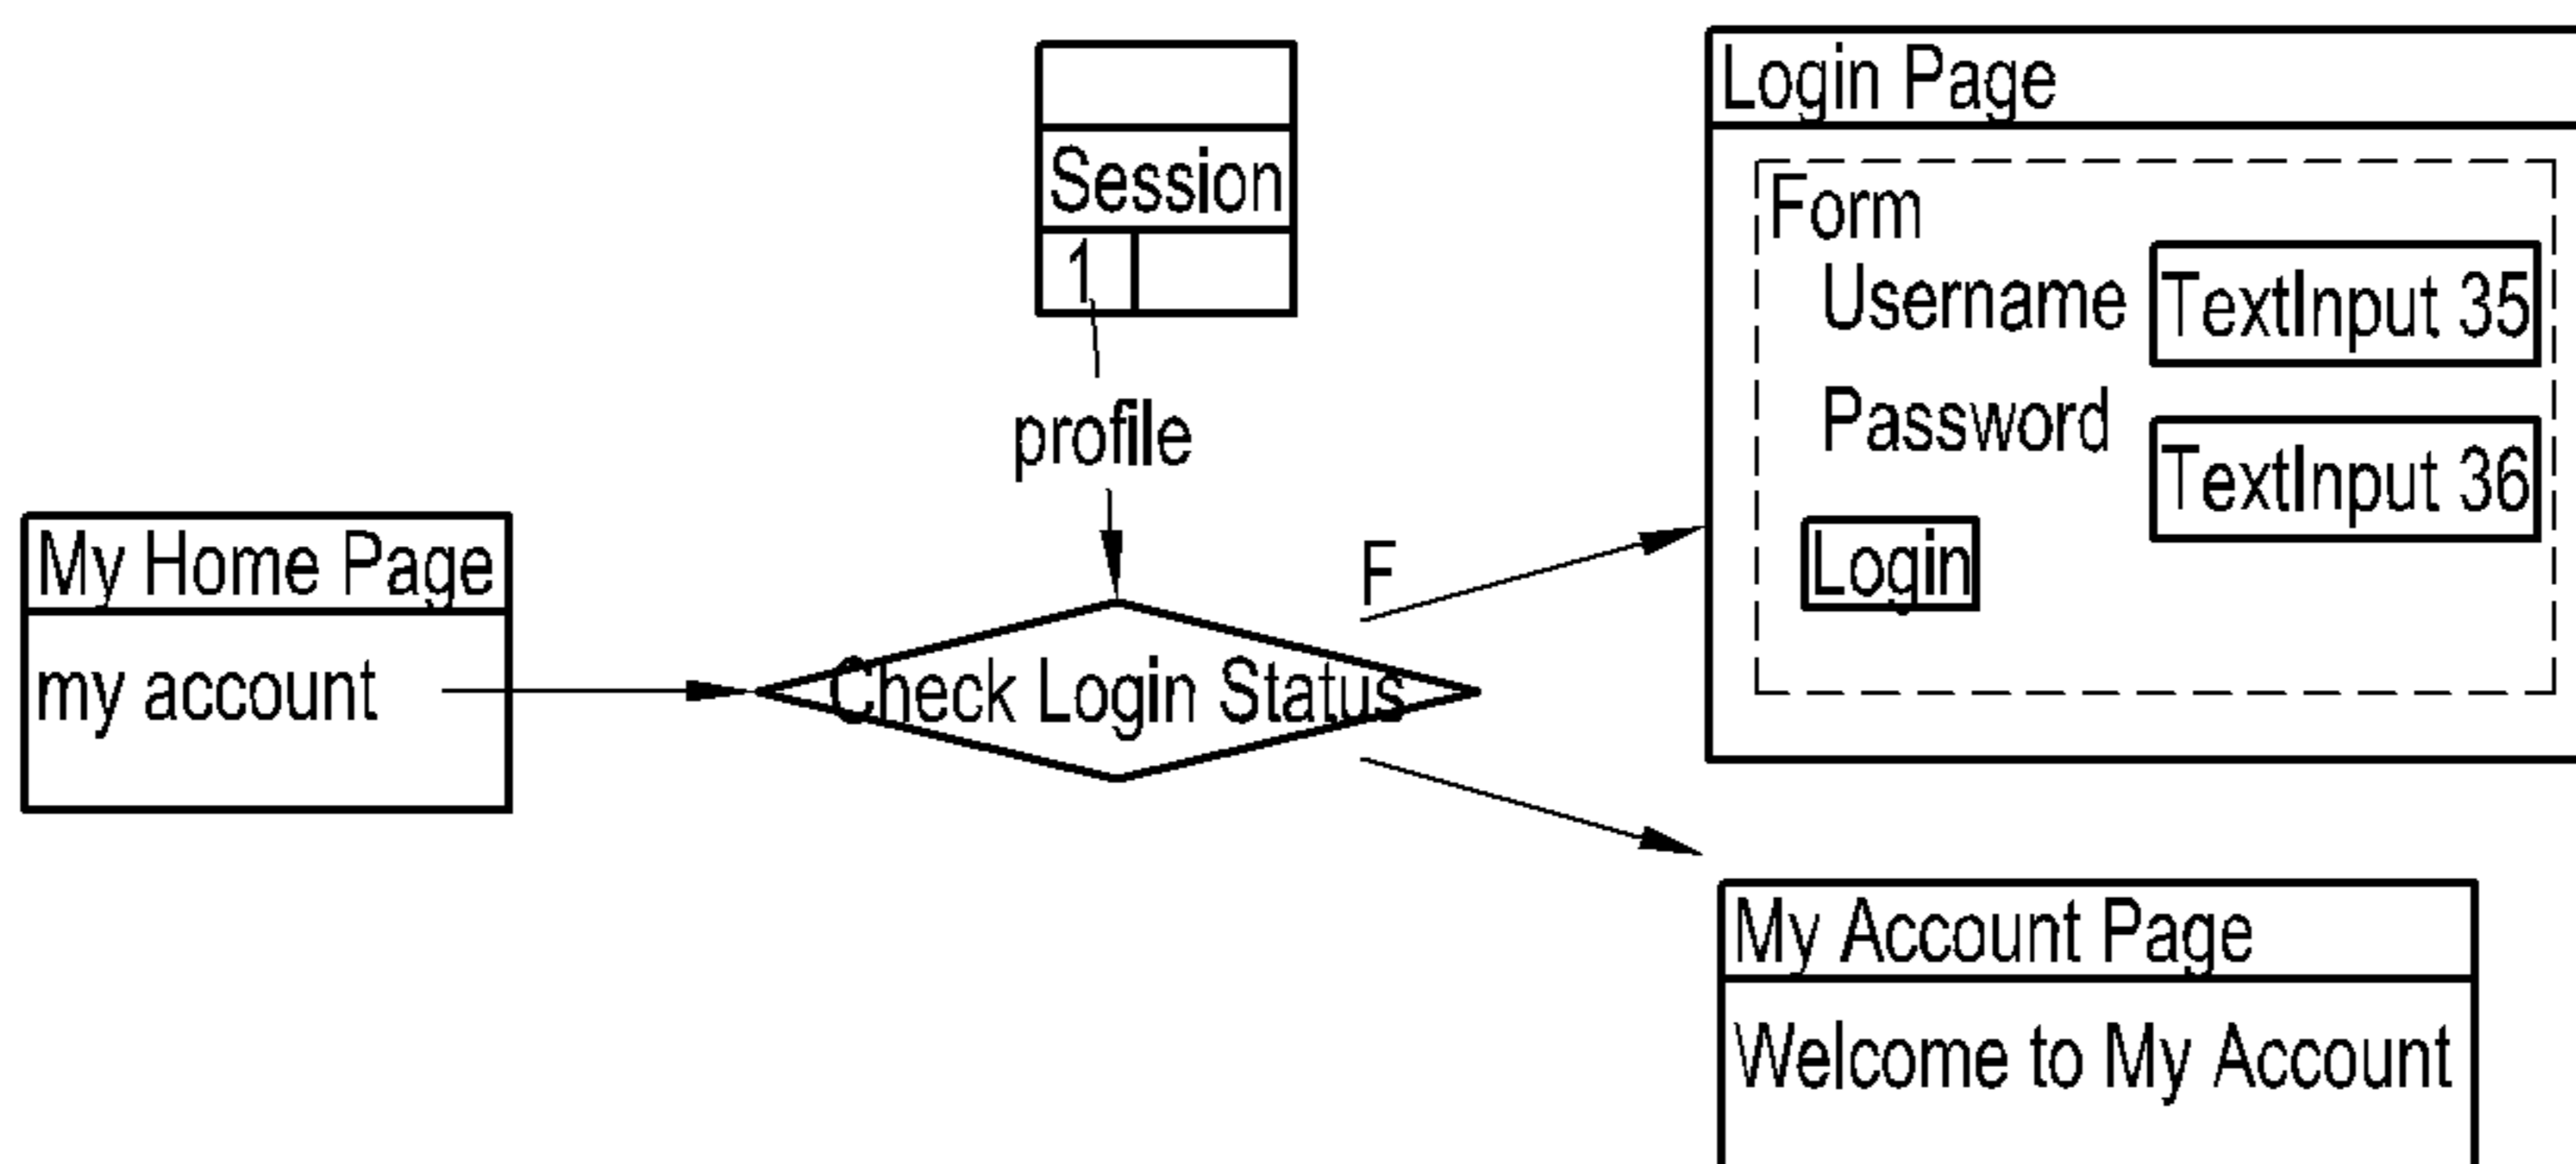 Session
1
profile
My Home Page
my account
Check Login Status
F
Login Page
Form
Username TextInput 35
Password TextInput 36
Login
My Account Page
Welcome to My Account